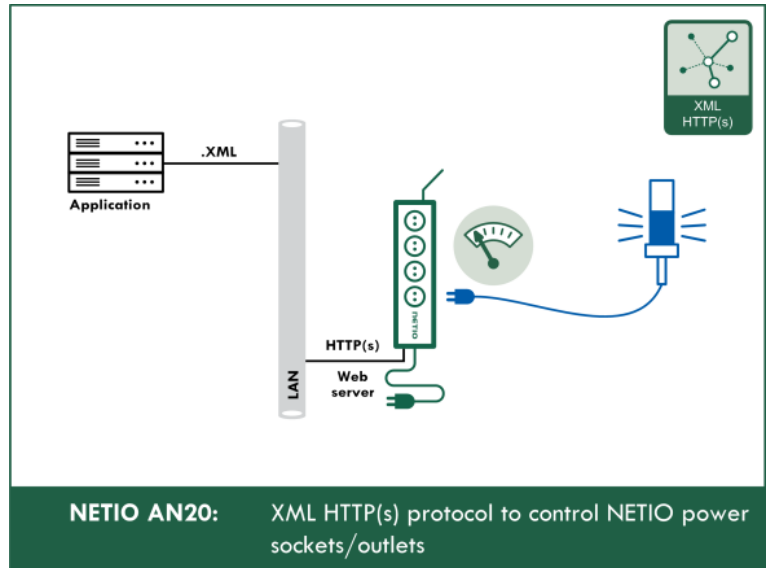 XML
HTTP(s)
.XML
Application
NETIO
HTTP(s)
Web
server
LAN
NETIO AN20: XML HTTP(s) protocol to control NETIO power
sockets/outlets